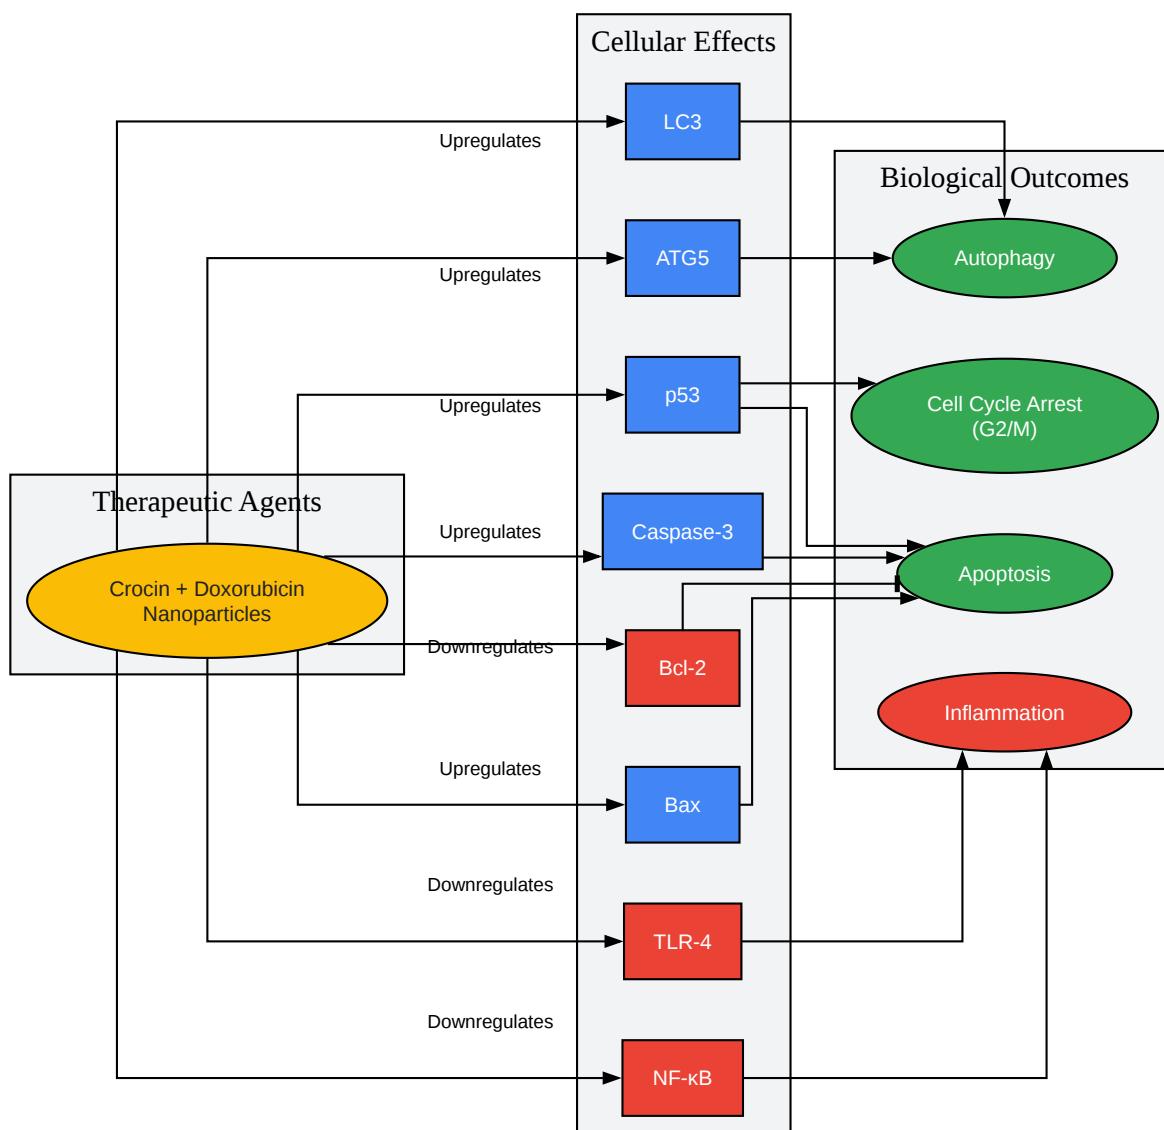 Cellular Effects
LC3
Upregulates
Biological Outcomes
ATG5
Autophagy
Upregulates
p53
Upregulates
Cell Cycle Arrest
(G2/M)
Therapeutic Agents
Caspase-3
Upregulates
Apoptosis
Crocin + Doxorubicin
Nanoparticles
Downregulates
Bcl-2
Inflammation
Upregulates
Bax
Downregulates
TLR-4
Downregulates
NF-κB